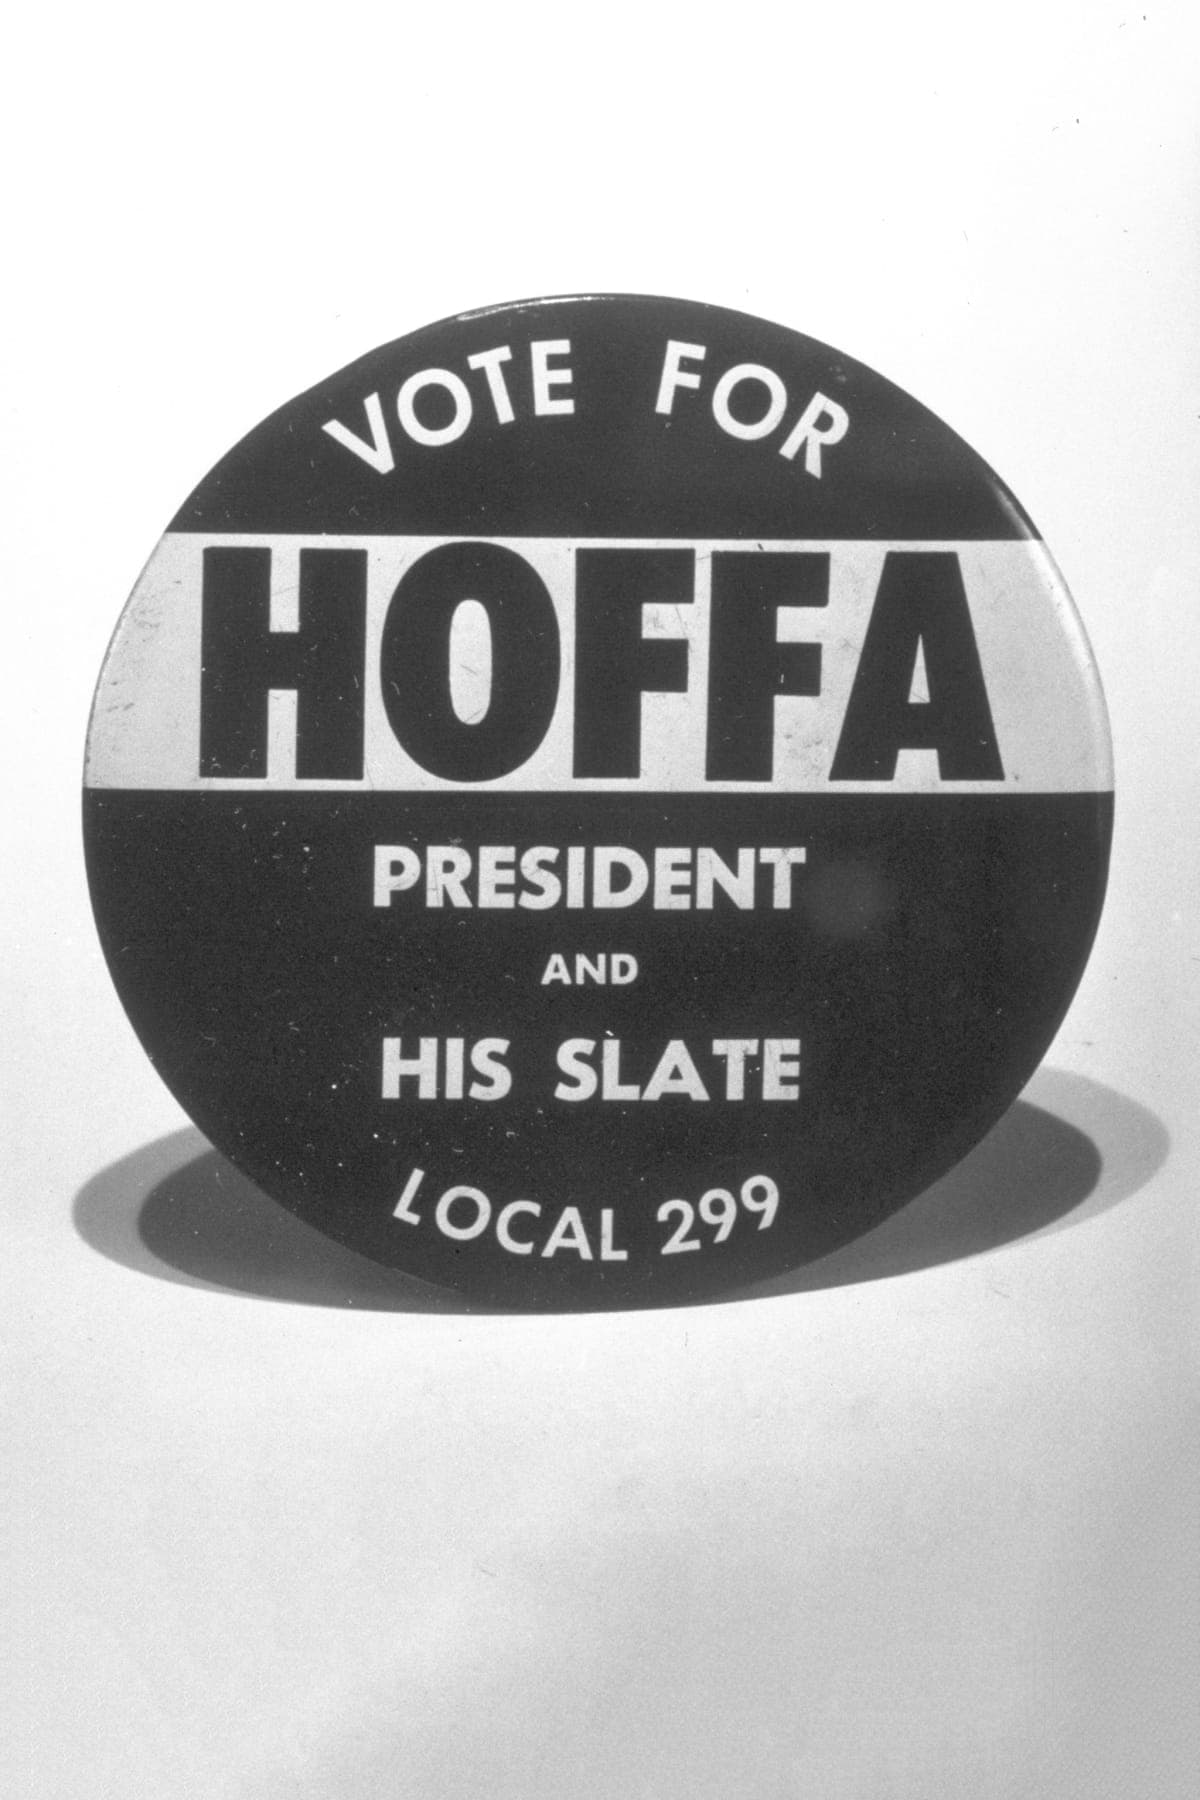 VOTE FOR
HOFFA
PRESIDENT
AND
HIS SLATE
LOCAL 299